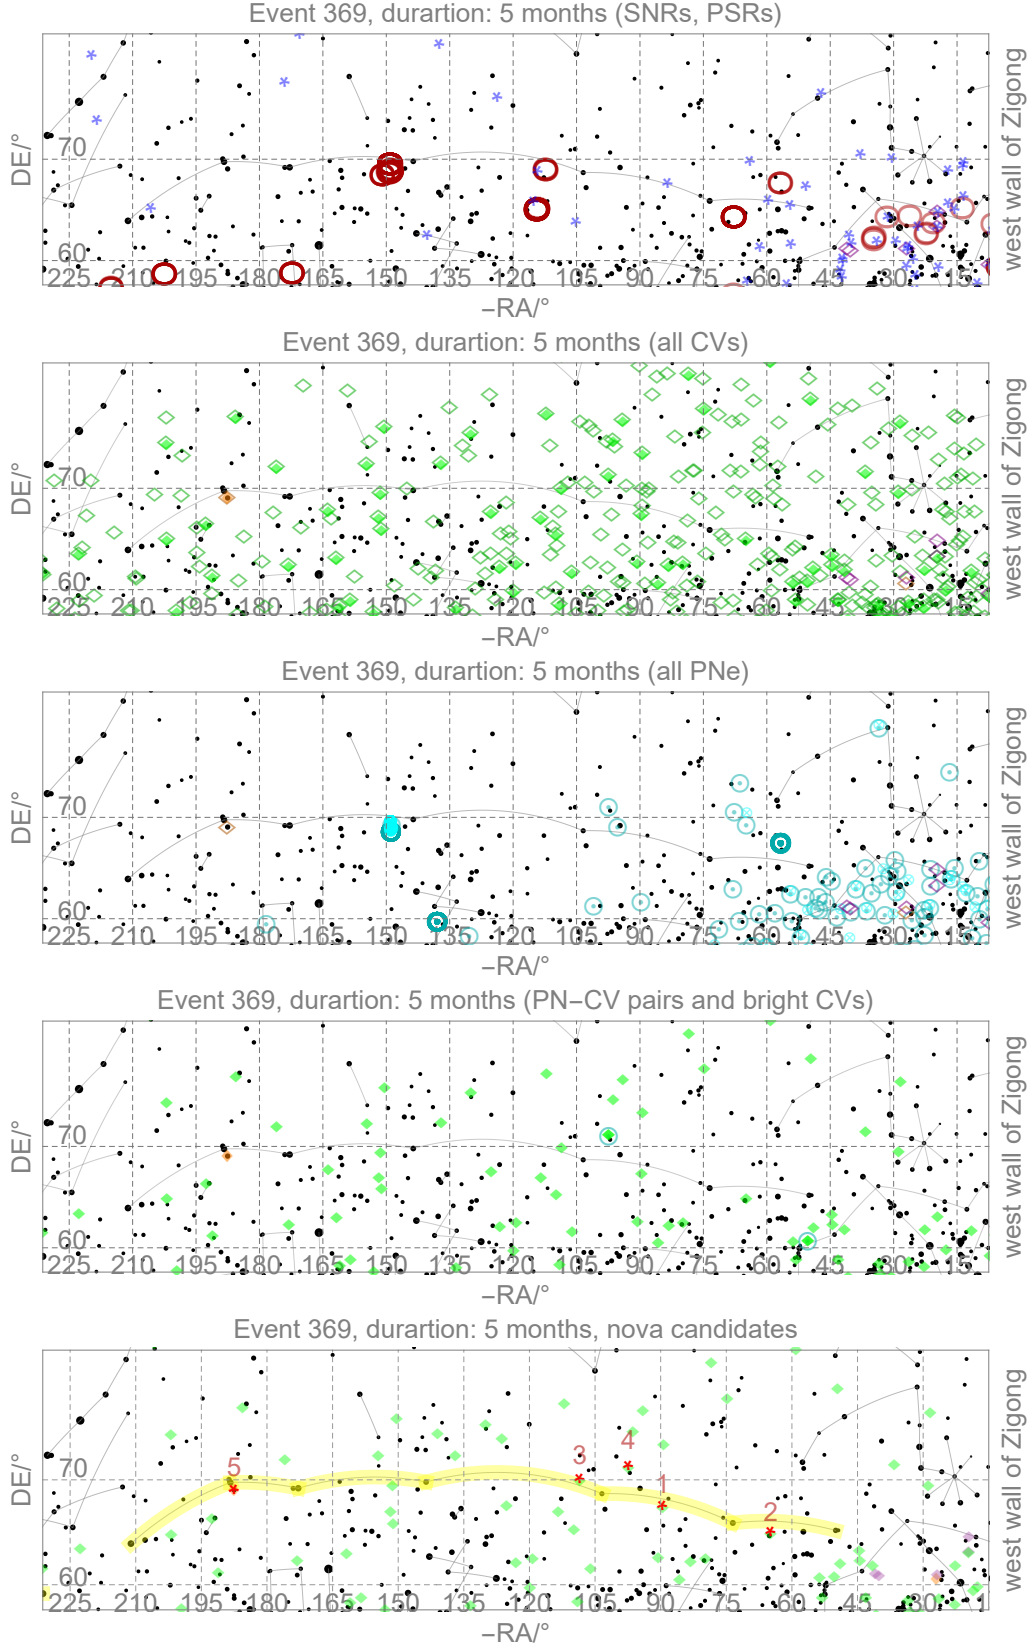 Event 369, durartion: 5 months (SNRs, PSRs)
DE/°
70
60
225 210 195 180 165 150 135 120 105 90 75 60 45 30 15
−RA/°
west wall of Zigong
Event 369, durartion: 5 months (all CVs)
DE/°
70
60
225 210 195 180 165 150 135 120 105 90 75 60 45 30 15
−RA/°
west wall of Zigong
Event 369, durartion: 5 months (all PNe)
DE/°
70
60
225 210 195 180 165 150 135 120 105 90 75 60 45 30 15
−RA/°
west wall of Zigong
Event 369, durartion: 5 months (PN−CV pairs and bright CVs)
DE/°
70
60
225 210 195 180 165 150 135 120 105 90 75 60 45 30 15
−RA/°
west wall of Zigong
Event 369, durartion: 5 months, nova candidates
DE/°
4
3
5
70
1
2
60
225 210 195 180 165 150 135 120 105 90 75 60 45 30 15
−RA/°
west wall of Zigong